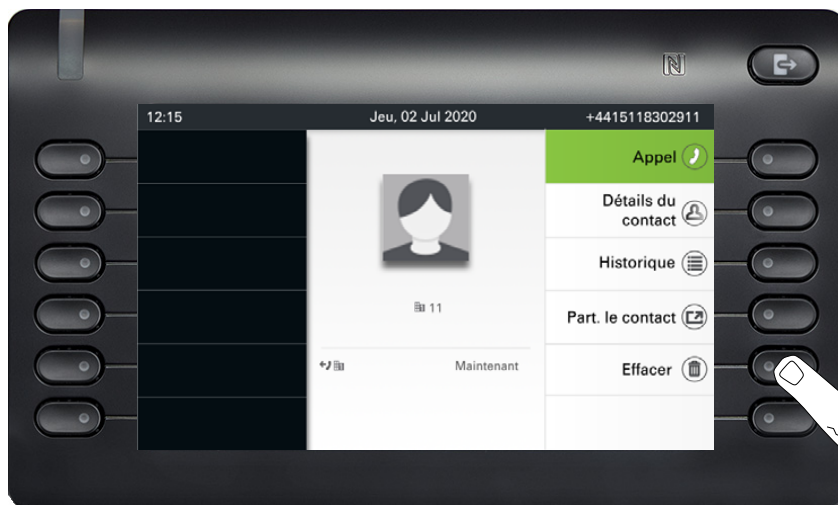 12:15
Jeu, 02 Jul 2020
+4415118302911
Appel
Détails du
contact
Historique
11
Part. le contact
Maintenant
Effacer